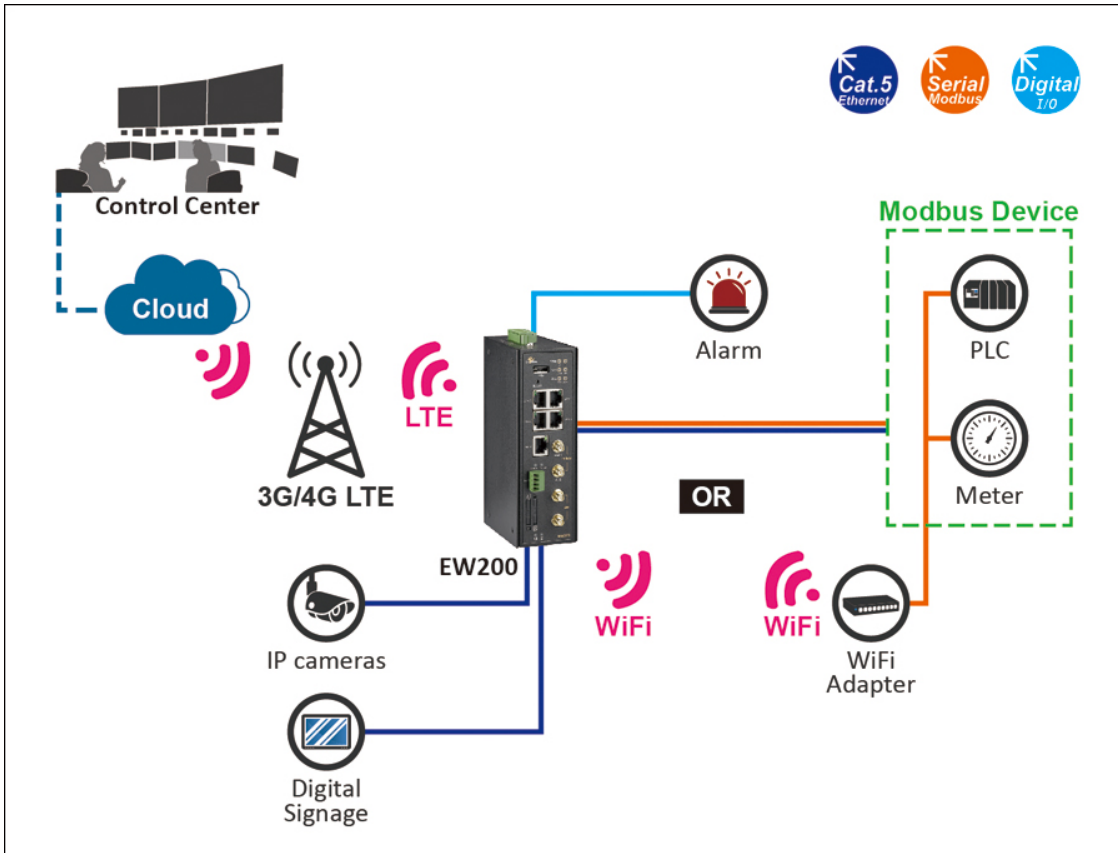 Cat.5
Ethernet
Serial
Modbus
Digital
I/O
Control Center
Cloud
Modbus Device
Alarm
PLC
LTE
3G/4G LTE
Meter
OR
EW200
WiFi
WiFi
IP cameras
WiFi
Adapter
Digital
Signage